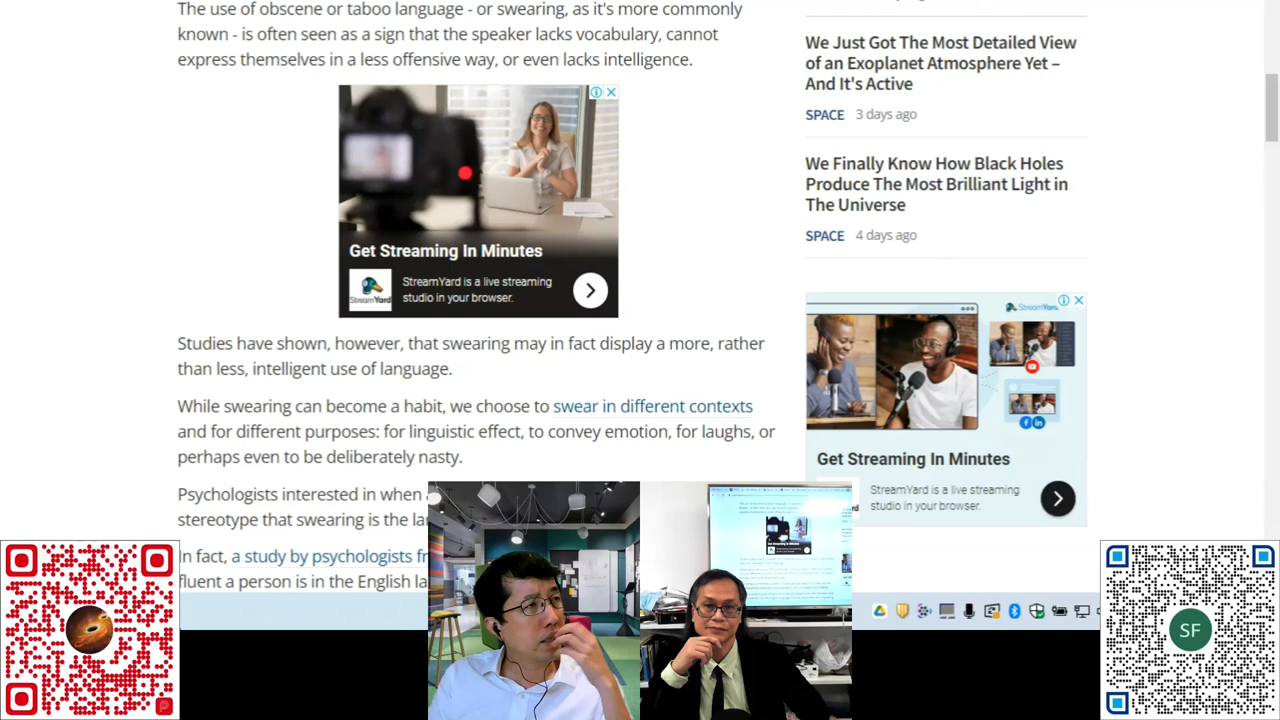 The use of obscene or taboo language - or swearing, as it's more commonly
known - is often seen as a sign that the speaker lacks vocabulary, cannot
express themselves in a less offensive way, or even lacks intelligence.
Get Streaming In Minutes
StreamYard
StreamYard is a live streaming
studio in your browser.
Studies have shown, however, that swearing may in fact display a more, rather
than less, intelligent use of language.
While swearing can become a habit, we choose to swear in different contexts
and for different purposes: for linguistic effect, to convey emotion, for laughs, or
perhaps even to be deliberately nasty.
Psychologists interested in when
stereotype that swearing is the
In fact, a study by psychologists
fluent a person is in the English
We Just Got The Most Detailed View
of an Exoplanet Atmosphere Yet –
And It's Active
SPACE 3 days ago
We Finally Know How Black Holes
Produce The Most Brilliant Light in
The Universe
SPACE 4 days ago
StreamYard
Get Streaming In Minutes
StreamYard is a live streaming
studio in your browser.
SF